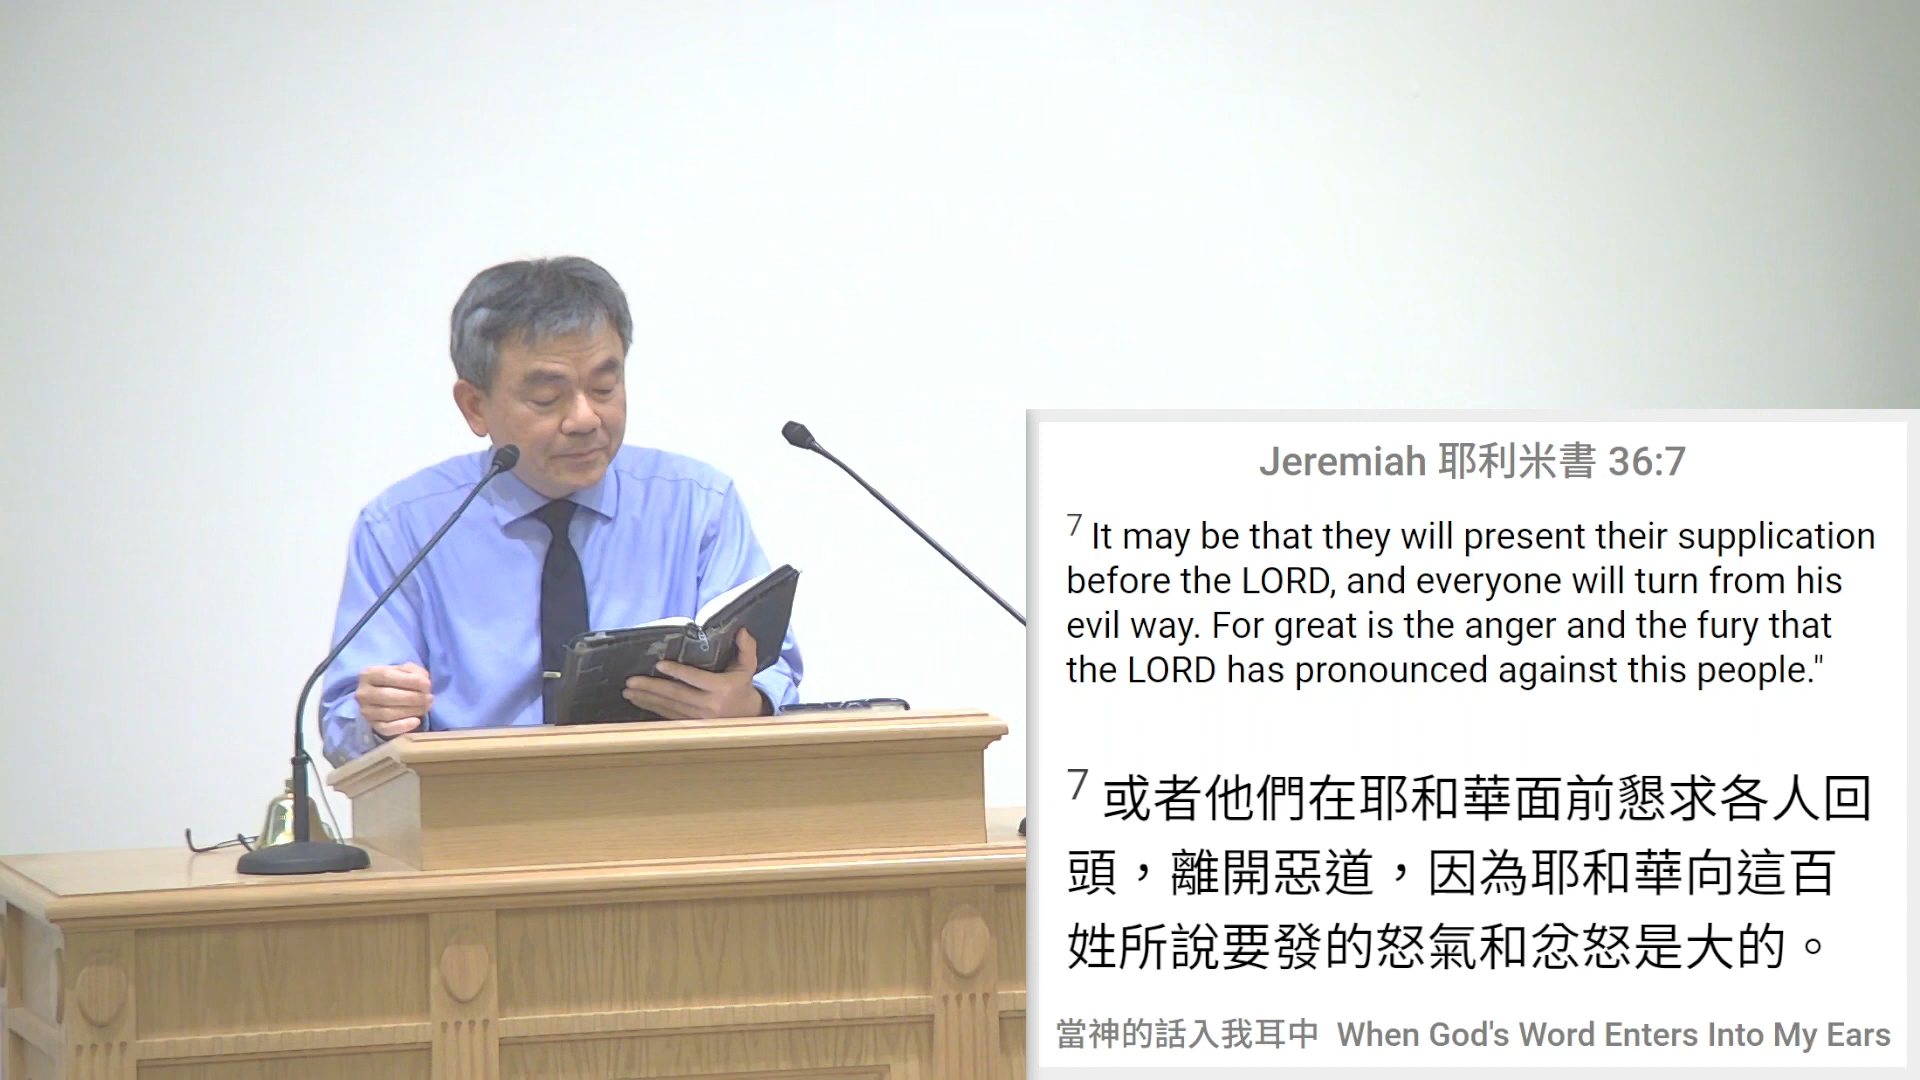 Jeremiah 耶利米書 36:7
7 It may be that they will present their supplication
before the LORD, and everyone will turn from his
evil way. For great is the anger and the fury that
the LORD has pronounced against this people."
7 或者他們在耶和華面前懇求各人回
頭，離開惡道，因為耶和華向這百
姓所說要發的怒氣和忿怒是大的。
當神的話入我耳中 When God's Word Enters Into My Ears